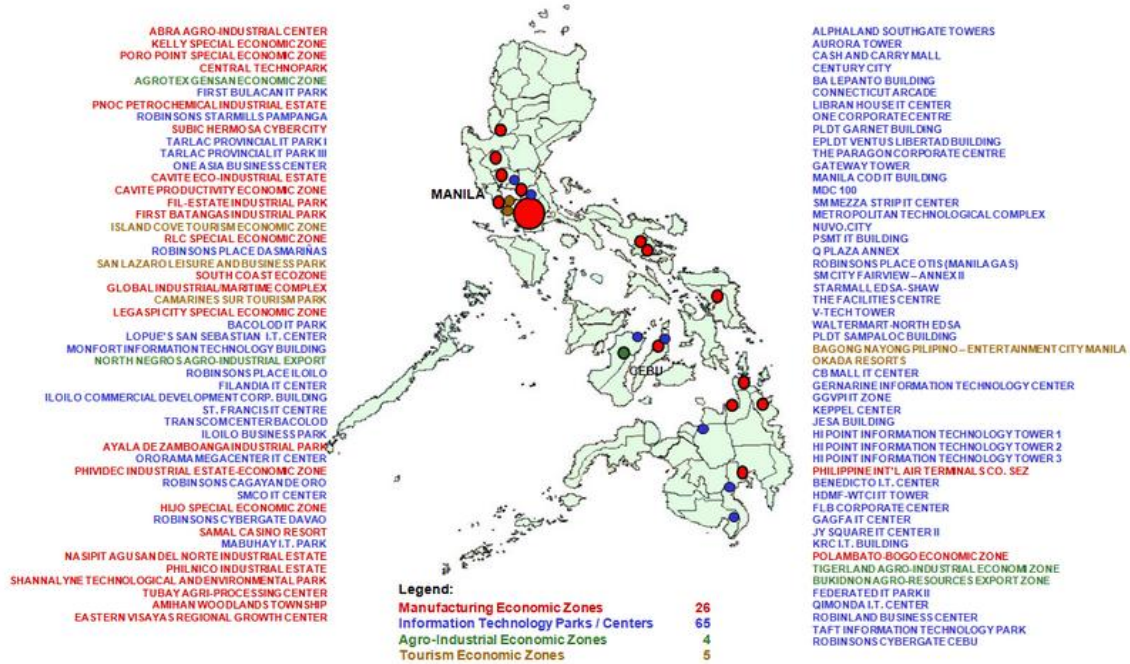 ABRA AGRO-INDUSTRIAL CENTER
KELLY SPECIAL ECONOMIC ZONE
PORO POINT SPECIAL ECONOMIC ZONE
CENTRAL TECHNOPARK
AGROTEX GENSAN ECONOMIC ZONE
FIRST BULACAN IT PARK
PNOC PETROCHEMICAL INDUSTRIAL ESTATE
ROBINSONS STARMILLS PAMPANGA
SUBIC HERMOSA CYBER CITY
TARLAC PROVINCIAL IT PARK I
TARLAC PROVINCIAL IT PARK III
ONE ASIA BUSINESS CENTER
CAVITE ECO-INDUSTRIAL ESTATE
CAVITE PRODUCTIVITY ECONOMIC ZONE
FIL-ESTATE INDUSTRIAL PARK
FIRST BATANGAS INDUSTRIAL PARK
ISLAND COVE TOURISM ECONOMIC ZONE
RLC SPECIAL ECONOMIC ZONE
ROBINSONS PLACE DASMARIÑAS
SAN LAZARO LEISURE AND BUSINESS PARK
SOUTH COAST ECOZONE
GLOBAL INDUSTRIAL/MARITIME COMPLEX
CAMARINES SUR TOURISM PARK
LEGASPI CITY SPECIAL ECONOMIC ZONE
BACOLOD IT PARK
LOPUE'S SAN SEBASTIAN I.T. CENTER
MONFORT INFORMATION TECHNOLOGY BUILDING
NORTH NEGROS AGRO-INDUSTRIAL EXPORT
ROBINSONS PLACE ILOILO
FILANDIA IT CENTER
ILOILO COMMERCIAL DEVELOPMENT CORP. BUILDING
ST. FRANCIS IT CENTRE
TRANSCOM CENTER BACOLOD
ILOILO BUSINESS PARK
AYALA DE ZAMBOANGA INDUSTRIAL PARK
ORORAMA MEGACENTER IT CENTER
PHIVIDEC INDUSTRIAL ESTATE-ECONOMIC ZONE
ROBINSONS CAGAYAN DE ORO
SMCO IT CENTER
HIJO SPECIAL ECONOMIC ZONE
ROBINSONS CYBERGATE DAVAO
SAMAL CASINO RESORT
MABUHAY I.T. PARK
NASIPIT AGUSAN DEL NORTE INDUSTRIAL ESTATE
PHILNICO INDUSTRIAL ESTATE
SHANNALYNE TECHNOLOGICAL AND ENVIRONMENTAL PARK
TUBAY AGRI-PROCESSING CENTER
AMIHAN WOODLANDS TOWNSHIP
EASTERN VISAYAS REGIONAL GROWTH CENTER
MANILA
CEBU
Legend:
Manufacturing Economic Zones 26
Information Technology Parks / Centers 65
Agro-Industrial Economic Zones 4
Tourism Economic Zones 5
ALPHALAND SOUTHGATE TOWERS
AURORA TOWER
CASH AND CARRY MALL
CENTURY CITY
BA LEPANTO BUILDING
CONNECTICUT ARCADE
LIBRAN HOUSE IT CENTER
ONE CORPORATE CENTRE
PLDT GARNET BUILDING
EPLDT VENTUS LIBERTAD BUILDING
THE PARAGON CORPORATE CENTRE
GATEWAY TOWER
MANILA COD IT BUILDING
MDC 100
SM MEZZA STRIP IT CENTER
METROPOLITAN TECHNOLOGICAL COMPLEX
NUVO.CITY
PSMT IT BUILDING
Q PLAZA ANNEX
ROBINSONS PLACE OTIS (MANILA GAS)
SM CITY FAIRVIEW – ANNEX II
STARMALL EDSA-SHAW
THE FACILITIES CENTRE
V-TECH TOWER
WALTERMART-NORTH EDSA
PLDT SAMPALOC BUILDING
BAGONG NAYONG PILIPINO – ENTERTAINMENT CITY MANILA
OKADA RESORTS
CB MALL IT CENTER
GERNARINE INFORMATION TECHNOLOGY CENTER
GGVPI IT ZONE
KEPPEL CENTER
JESA BUILDING
HI POINT INFORMATION TECHNOLOGY TOWER 1
HI POINT INFORMATION TECHNOLOGY TOWER 2
HI POINT INFORMATION TECHNOLOGY TOWER 3
PHILIPPINE INT'L AIR TERMINALS CO. SEZ
BENEDICTO I.T. CENTER
HDMF-WTCI IT TOWER
FLB CORPORATE CENTER
GAGFA IT CENTER
JY SQUARE IT CENTER II
KRC I.T. BUILDING
POLAMBATO-BOGO ECONOMIC ZONE
TIGERLAND AGRO-INDUSTRIAL ECONOMI ZONE
BUKIDNON AGRO-RESOURCES EXPORT ZONE
FEDERATED IT PARK II
QIMONDA I.T. CENTER
ROBINLAND BUSINESS CENTER
TAFT INFORMATION TECHNOLOGY PARK
ROBINSONS CYBERGATE CEBU